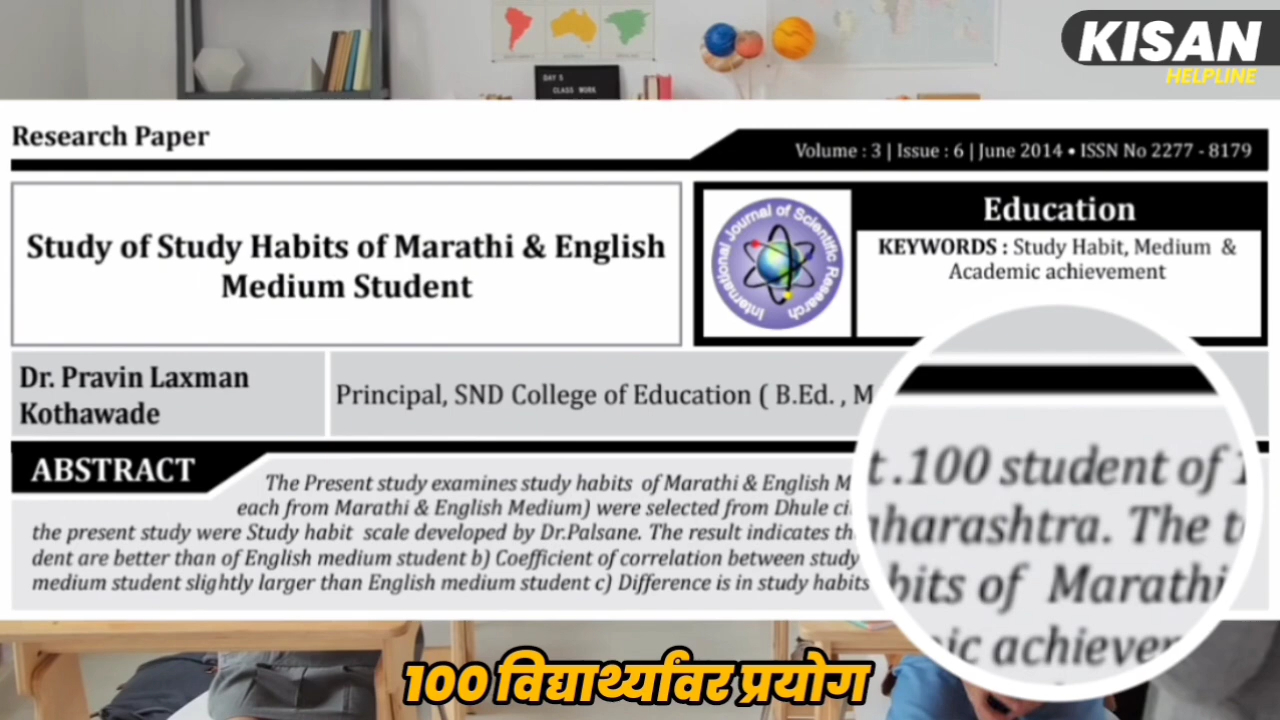 KISAN
HELPLINE
DAY 5
CLASS WORK
Research Paper
Volume : 3 | Issue : 6 | June 2014 • ISSN No 2277 - 8179
Study of Study Habits of Marathi & English
Medium Student
International Journal of Scientific Research
Education
KEYWORDS : Study Habit, Medium &
Academic achievement
Dr. Pravin Laxman
Kothawade
Principal, SND College of Education ( B.Ed. , M
ABSTRACT
The Present study examines study habits of Marathi & English M
each from Marathi & English Medium) were selected from Dhule ci
the present study were Study habit scale developed by Dr.Palsane. The result indicates th
dent are better than of English medium student b) Coefficient of correlation between study
medium student slightly larger than English medium student c) Difference is in study habits
t .100 student of
harashtra. The t
bits of Marathi
ic achiever
100 विद्यार्थ्यांवर प्रयोग